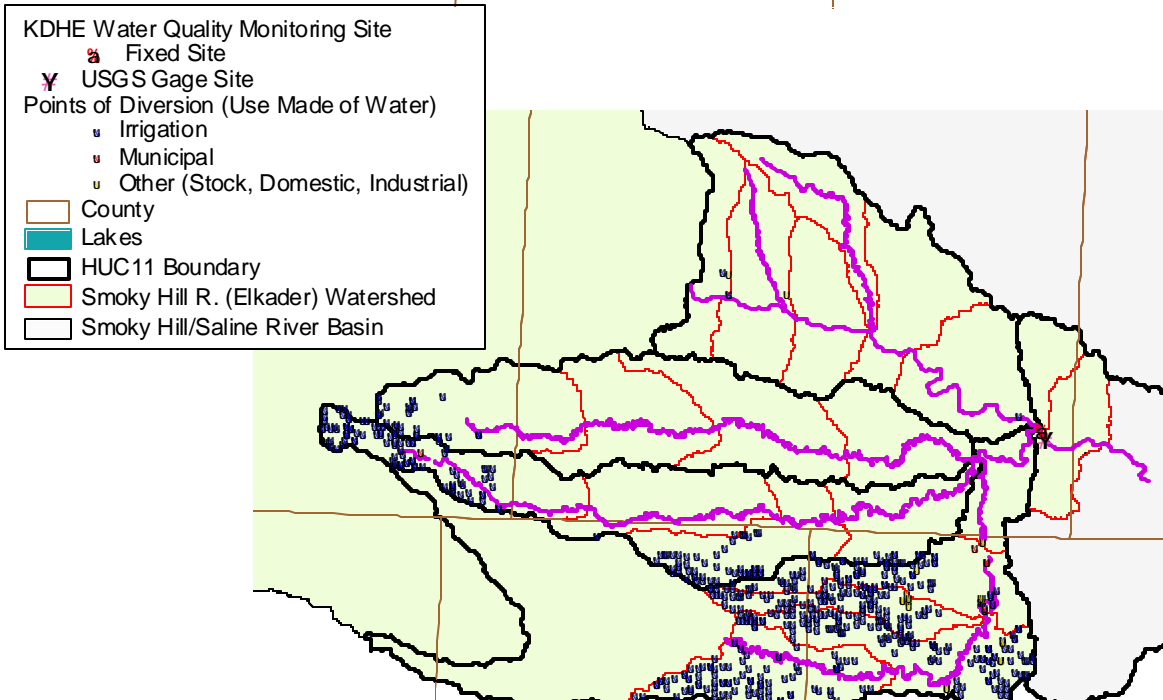 KDHE Water Quality Monitoring Site
Fixed Site
USGS Gage Site
Points of Diversion (Use Made of Water)
Irrigation
Municipal
Other (Stock, Domestic, Industrial)
County
Lakes
HUC11 Boundary
Smoky Hill R. (Elkader) Watershed
Smoky Hill/Saline River Basin